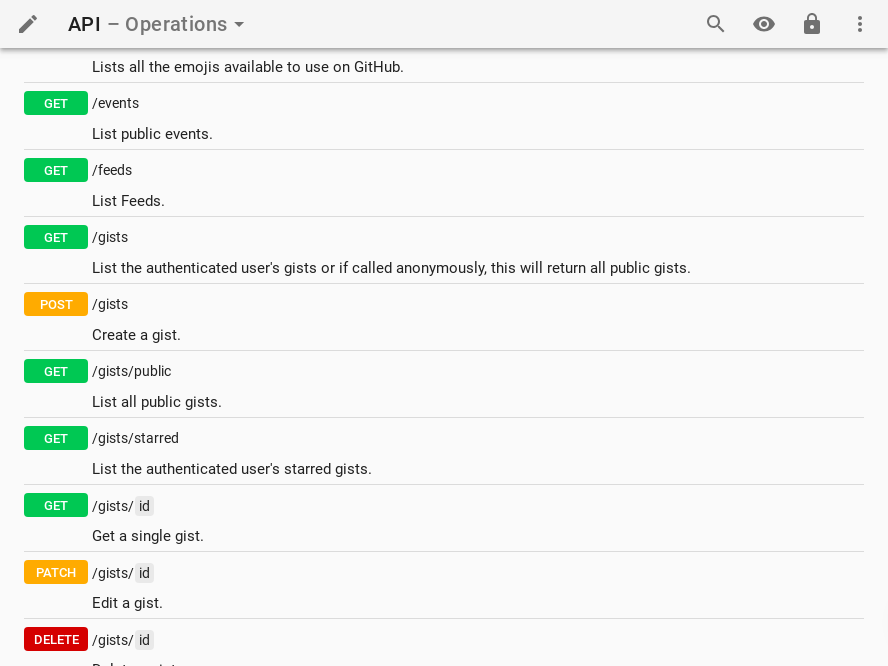 API – Operations
Lists all the emojis available to use on GitHub.
GET /events
List public events.
GET /feeds
List Feeds.
GET /gists
List the authenticated user's gists or if called anonymously, this will return all public gists.
POST /gists
Create a gist.
GET /gists/public
List all public gists.
GET /gists/starred
List the authenticated user's starred gists.
GET /gists/ id
Get a single gist.
PATCH /gists/ id
Edit a gist.
DELETE /gists/ id